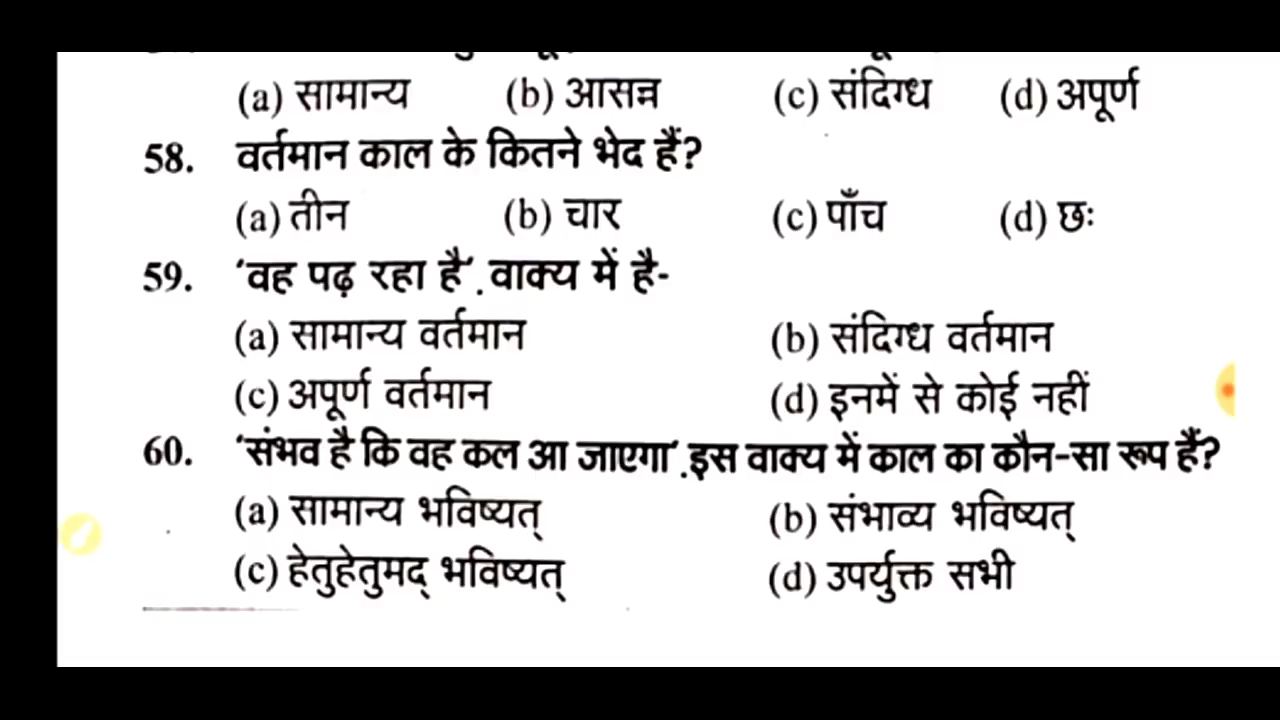 (a) सामान्य (b) आसन्न (c) संदिग्ध (d) अपूर्ण
58. वर्तमान काल के कितने भेद हैं?
(a) तीन (b) चार (c) पाँच (d) छः
59. 'वह पढ़ रहा है'. वाक्य में है-
(a) सामान्य वर्तमान (b) संदिग्ध वर्तमान
(c) अपूर्ण वर्तमान (d) इनमें से कोई नहीं
60. 'संभव है कि वह कल आ जाएगा'. इस वाक्य में काल का कौन-सा रूप हैं?
(a) सामान्य भविष्यत् (b) संभाव्य भविष्यत्
(c) हेतुहेतुमद् भविष्यत् (d) उपर्युक्त सभी